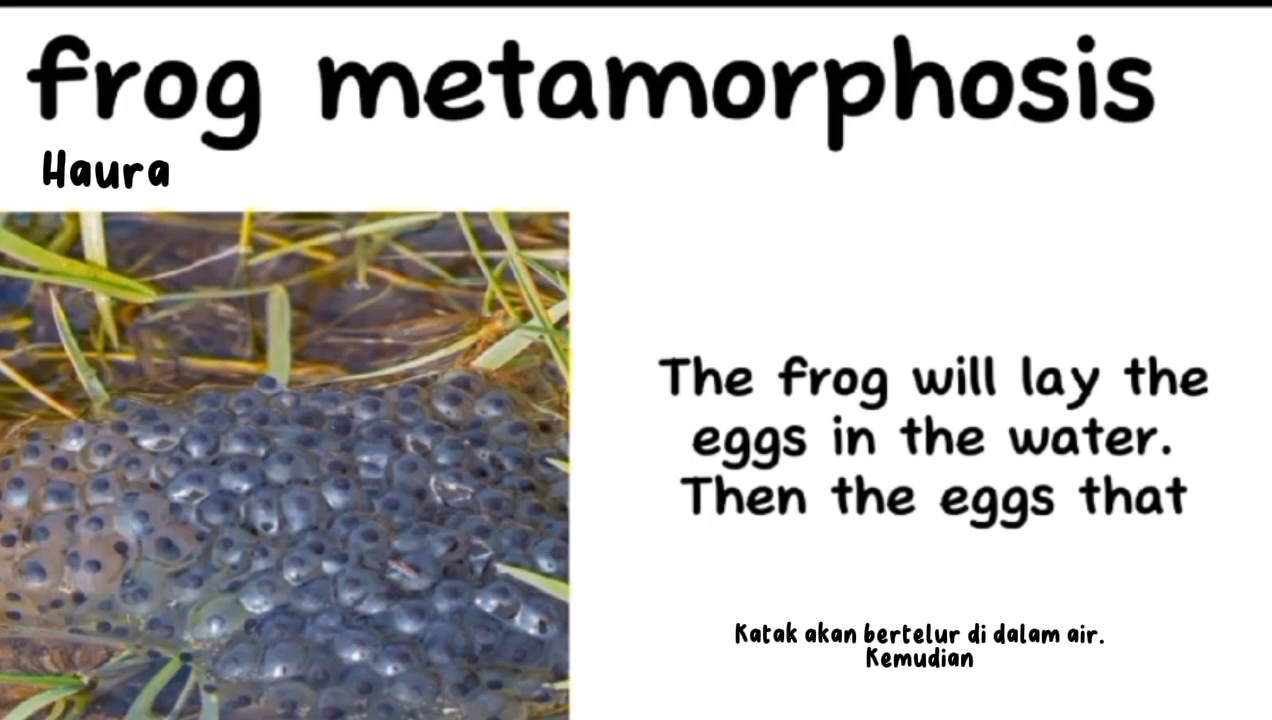 frog metamorphosis
Haura
The frog will lay the
eggs in the water.
Then the eggs that
Katak akan bertelur di dalam air.
Kemudian